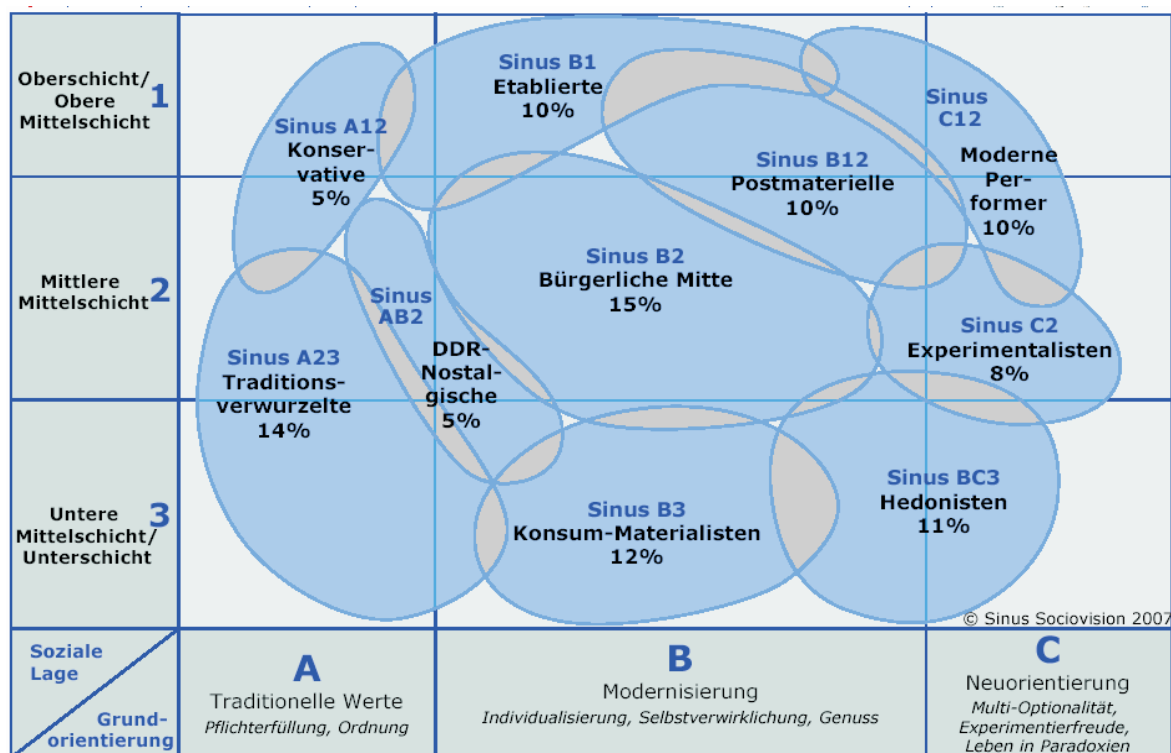 Oberschicht/
Obere
Mittelschicht
1
Mittlere
Mittelschicht
2
Untere
Mittelschicht/
Unterschicht
3
Sinus B1
Etablierte
10%
Sinus A12
Konser-
vative
5%
Sinus
C12
Moderne
Per-
former
10%
Sinus B12
Postmaterielle
10%
Sinus B2
Bürgerliche Mitte
15%
Sinus
AB2
DDR-
Nostal-
gische
5%
Sinus A23
Traditions-
verwurzelte
14%
Sinus C2
Experimentalisten
8%
Sinus B3
Konsum-Materialisten
12%
Sinus BC3
Hedonisten
11%
© Sinus Sociovision 2007
Soziale
Lage
Grund-
orientierung
A
Traditionelle Werte
Pflichterfüllung, Ordnung
B
Modernisierung
Individualisierung, Selbstverwirklichung, Genuss
C
Neuorientierung
Multi-Optionalität,
Experimentierfreude,
Leben in Paradoxien